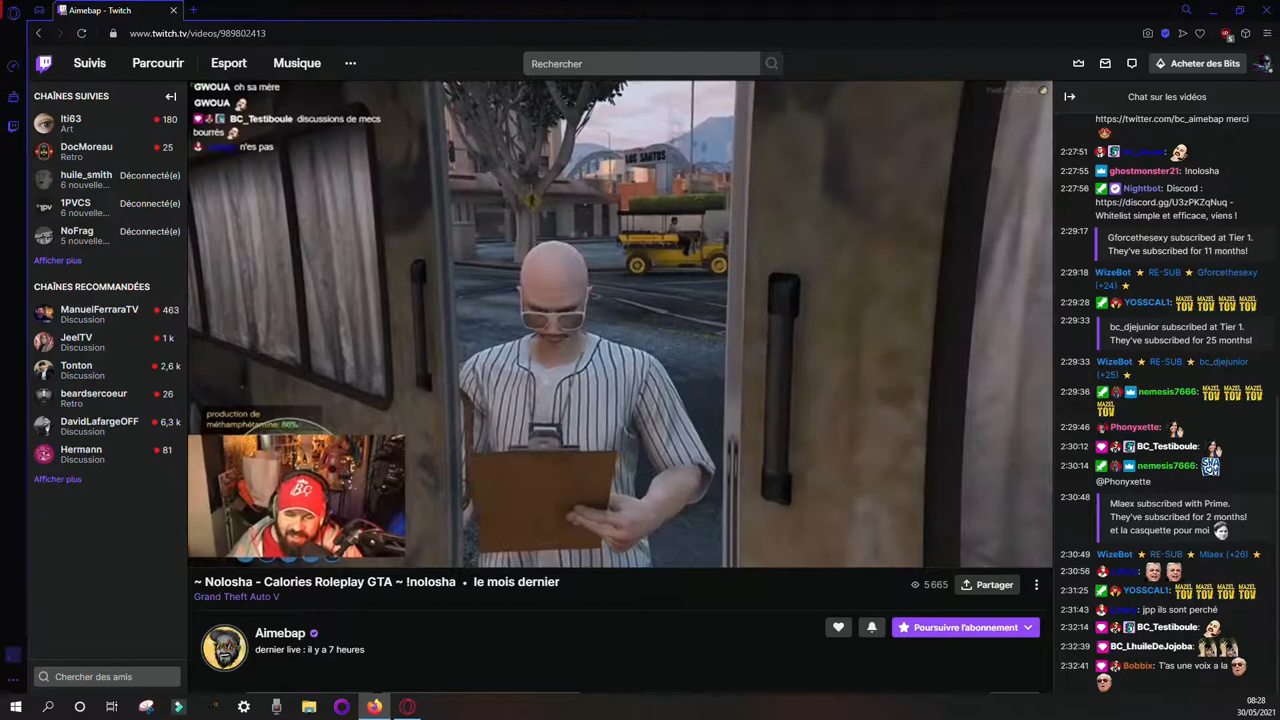 Aimebap - Twitch
www.twitch.tv/videos/989802413
Suivis
Parcourir
Esport
Musique
Rechercher
Acheter des Bits
CHAÎNES SUIVIES
Iti63
Art
180
DocMoreau
Retro
25
huile_smith
6 nouvelle...
Déconnecté(e)
1PVCS
6 nouvelle...
Déconnecté(e)
NoFrag
5 nouvelle...
Déconnecté(e)
Afficher plus
CHAÎNES RECOMMANDÉES
ManuelFerraraTV
Discussion
463
JeelTV
Discussion
1 k
Tonton
Discussion
2,6 k
beardsercoeur
Retro
26
DavidLafargeOFF
Discussion
6,3 k
Hermann
Discussion
81
Afficher plus
Chercher des amis
GWOUA oh sa mère
GWOUA
BC_Testiboule discussions de mecs
bourrés
n'es pas
LOS SANTOS
production de
méthamphétamine: 80%
BC
~ Nolosha - Calories Roleplay GTA ~ !nolosha • le mois dernier
Grand Theft Auto V
5 665
Partager
Aimebap
dernier live : il y a 7 heures
Poursuivre l'abonnement
Chat sur les vidéos
https://twitter.com/bc_aimebap merci
2:27:51
2:27:55 ghostmonster21: !nolosha
2:27:56 Nightbot: Discord :
https://discord.gg/U3zPKZqNuq -
Whitelist simple et efficace, viens !
Gforcethesexy subscribed at Tier 1.
They've subscribed for 11 months!
2:29:17
2:29:18 WizeBot ★ RE-SUB ★ Gforcethesexy
(+24) ★
2:29:28 YOSSCAL1: MAZEL TOV MAZEL TOV MAZEL TOV MAZEL TOV
bc_djejunior subscribed at Tier 1.
They've subscribed for 25 months!
2:29:33
2:29:33 WizeBot ★ RE-SUB ★ bc_djejunior
(+25) ★
2:29:36 nemesis7666: MAZEL TOV MAZEL TOV MAZEL TOV
MAZEL TOV
2:29:46 Phonyxette:
2:30:12 BC_Testiboule:
2:30:14 nemesis7666:
@Phonyxette
Mlaex subscribed with Prime.
They've subscribed for 2 months!
et la casquette pour moi
2:30:48
2:30:49 WizeBot ★ RE-SUB ★ Mlaex (+26) ★
2:30:56
2:31:25 YOSSCAL1: MAZEL TOV MAZEL TOV MAZEL TOV MAZEL TOV
2:31:43 : jpp ils sont perché
2:32:14 BC_Testiboule:
2:32:39 BC_LhuileDeJojoba:
2:32:41 Bobbix: T'as une voix a la
08:28
30/05/2021